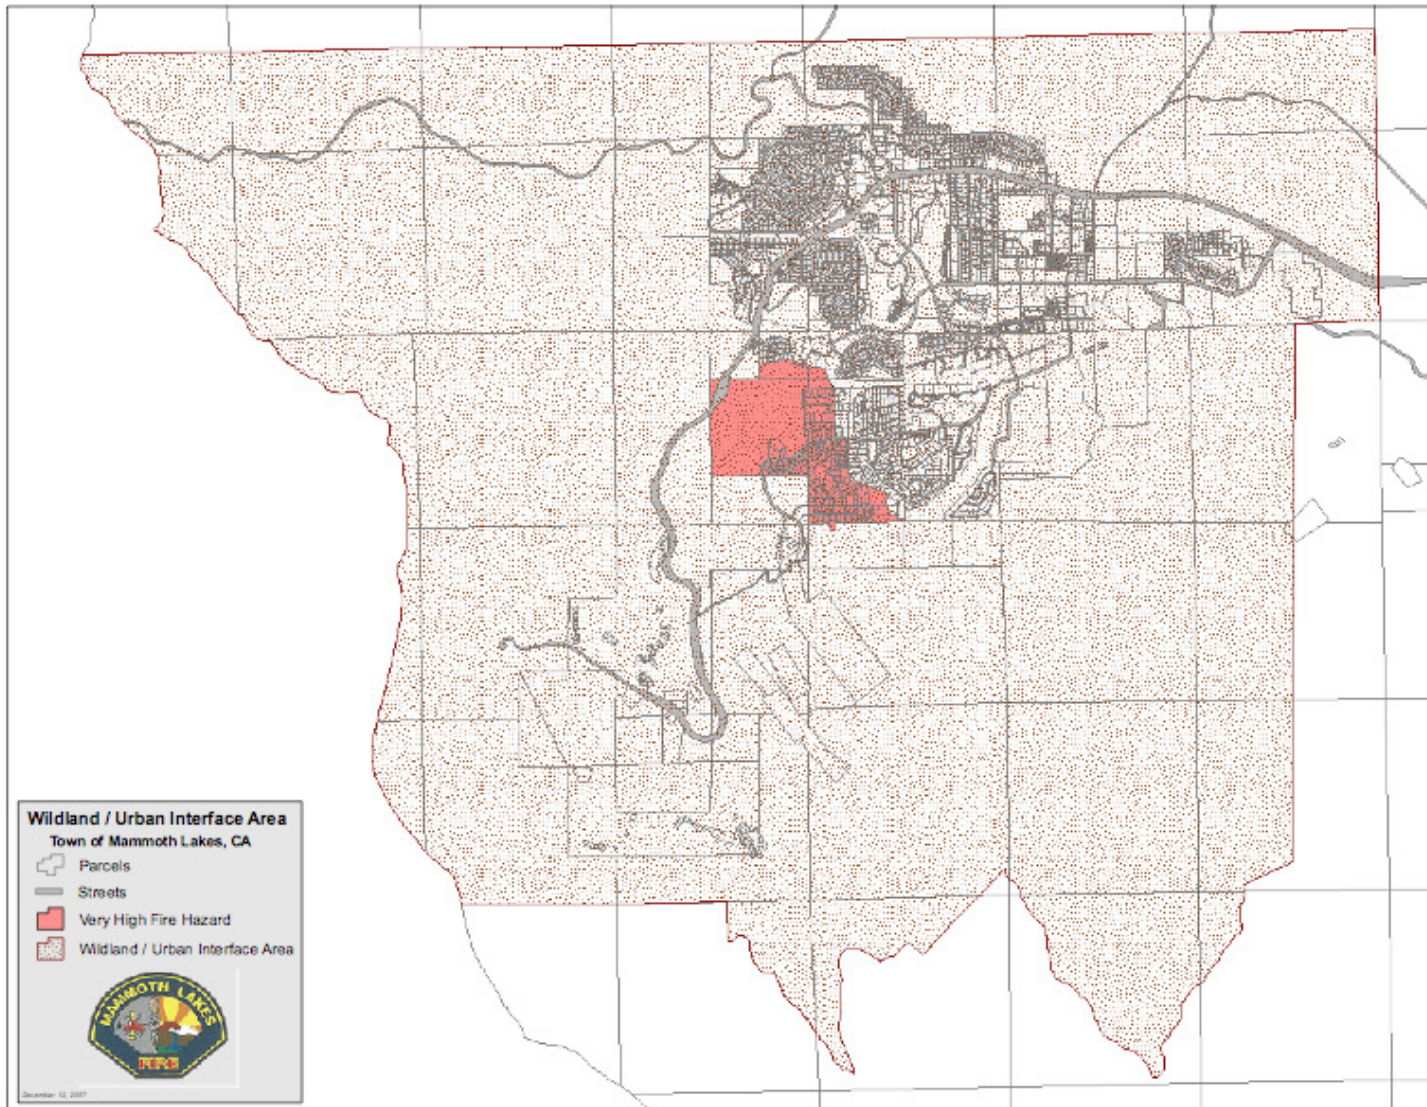 Wildland / Urban Interface Area
Town of Mammoth Lakes, CA
Parcels
Streets
Very High Fire Hazard
Wildland / Urban Interface Area
MAMMOTH LAKES
FIRE
December 12, 2007